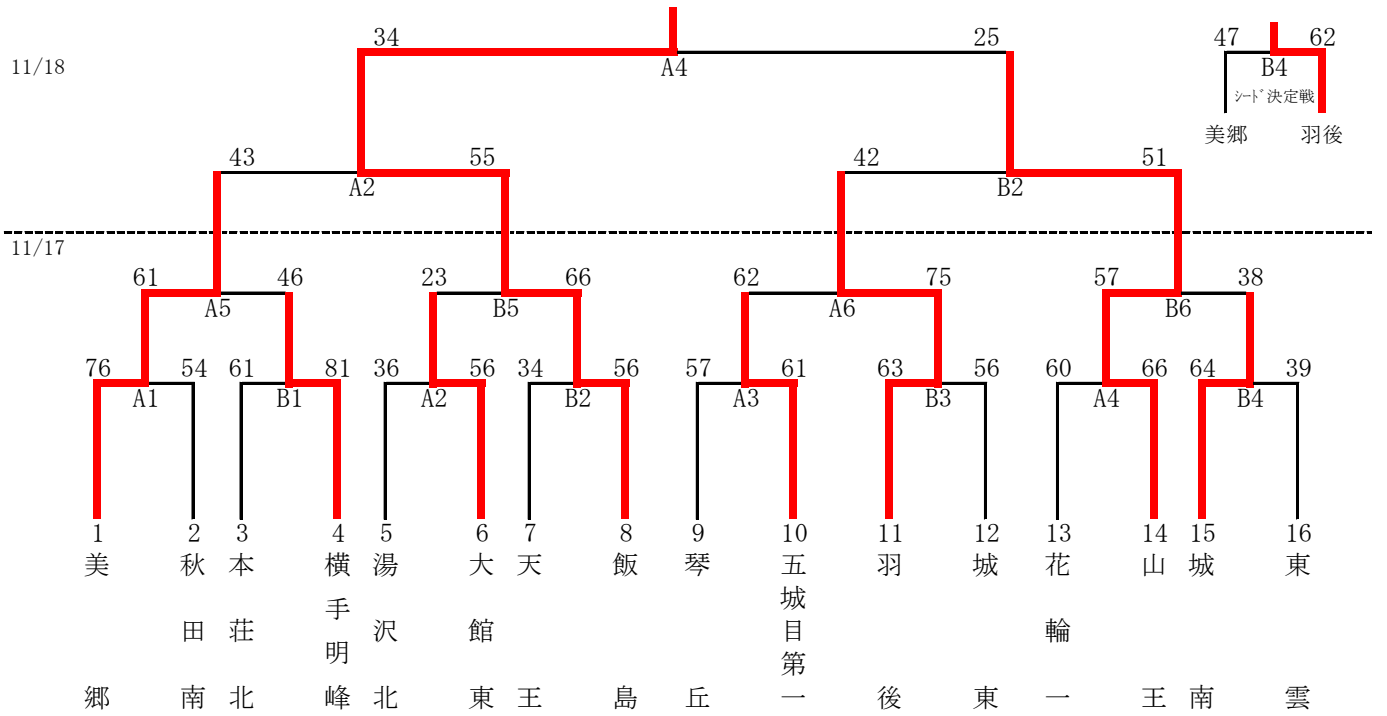 34 25 47 62
11/18 A4 B4
シード決定戦
美郷 羽後
43 55 42 51
A2 B2
11/17
61 46 23 66 62 75 57 38
A5 B5 A6 B6
76 54 61 81 36 56 34 56 57 61 63 56 60 66 64 39
A1 B1 A2 B2 A3 B3 A4 B4
1 2 3 4 5 6 7 8 9 10 11 12 13 14 15 16
美郷
秋田南
本荘北
横手明峰
湯沢北
大館東
天王
飯島
琴丘
五城目第一
羽後
城東
花輪一
山王
城南
東雲